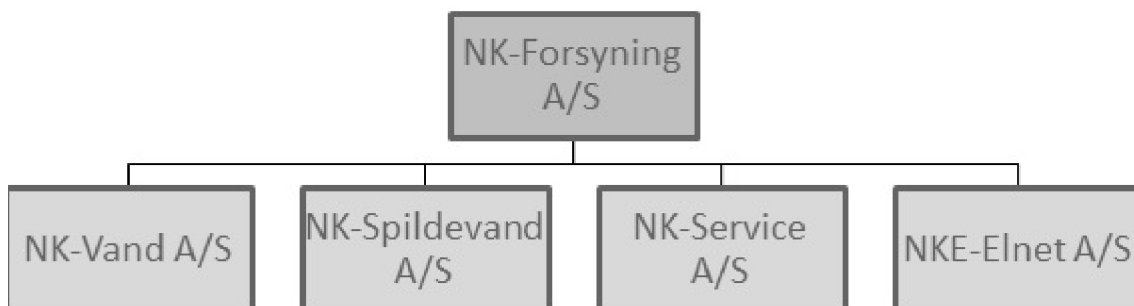 NK-Forsyning
A/S
NK-Vand A/S
NK-Spildevand
A/S
NK-Service
A/S
NKE-Elnet A/S